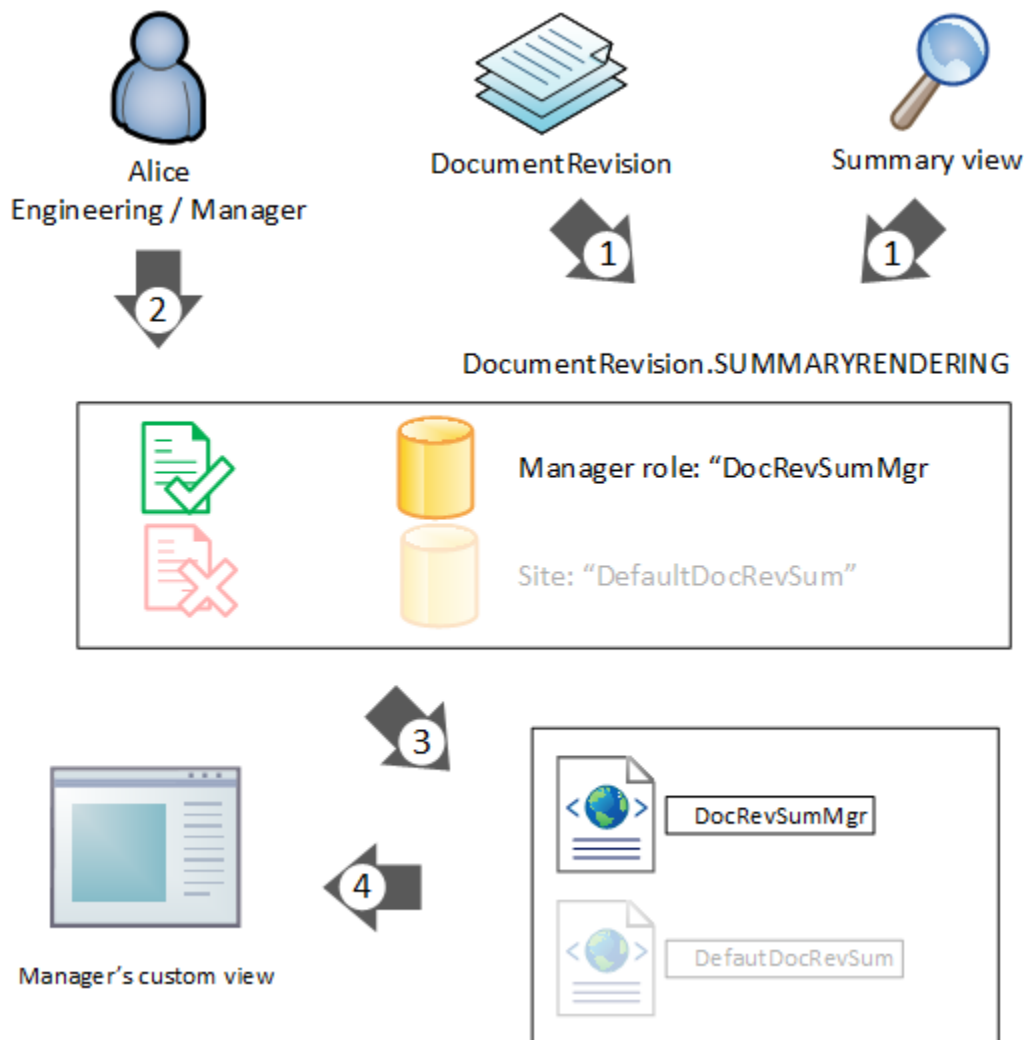 Alice
Engineering / Manager
DocumentRevision
Summary view
1
1
2
DocumentRevision.SUMMARYRENDERING
Manager role: “DocRevSumMgr
Site: “DefaultDocRevSum”
3
DocRevSumMgr
4
DefautDocRevSum
Manager’s custom view